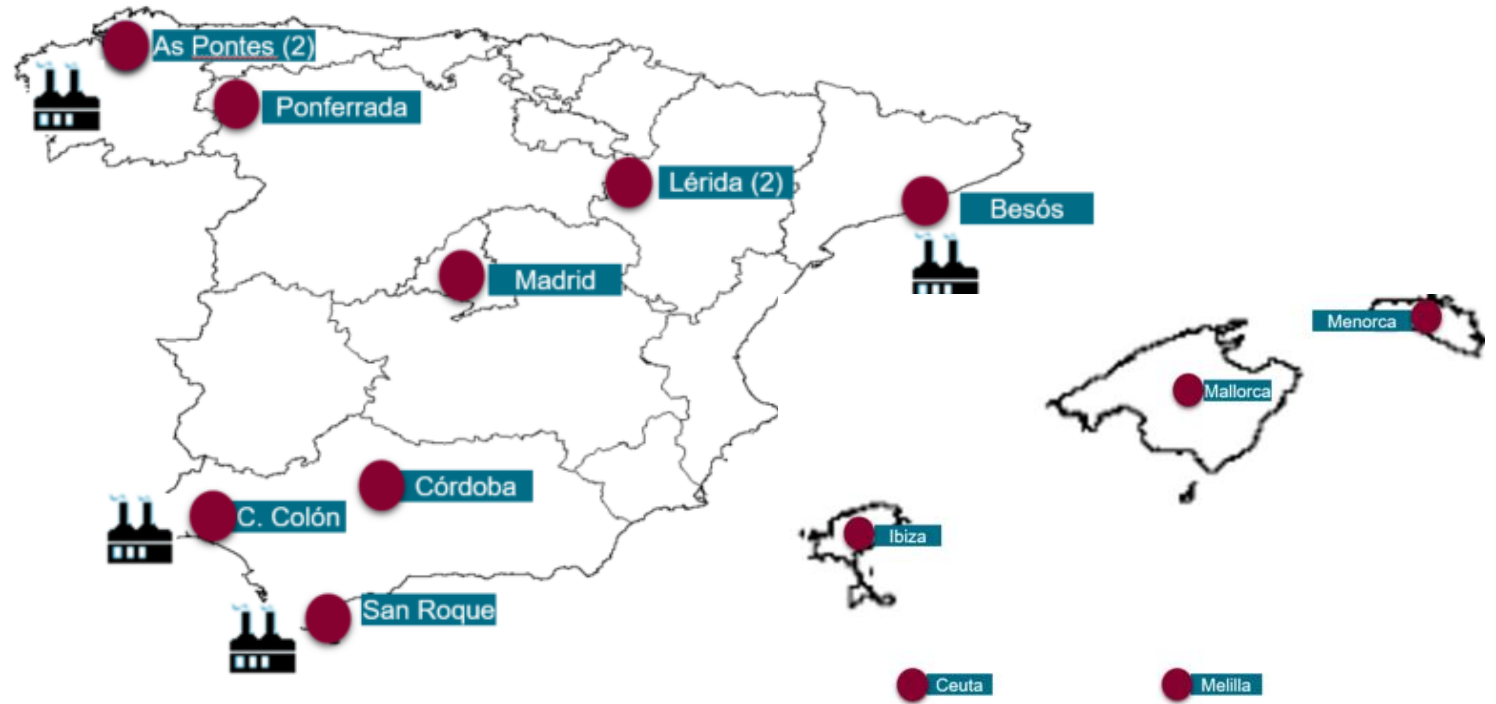 As Pontes (2)
Ponferrada
Lérida (2)
Besós
Madrid
Menorca
Mallorca
Córdoba
C. Colón
Ibiza
San Roque
Ceuta
Melilla